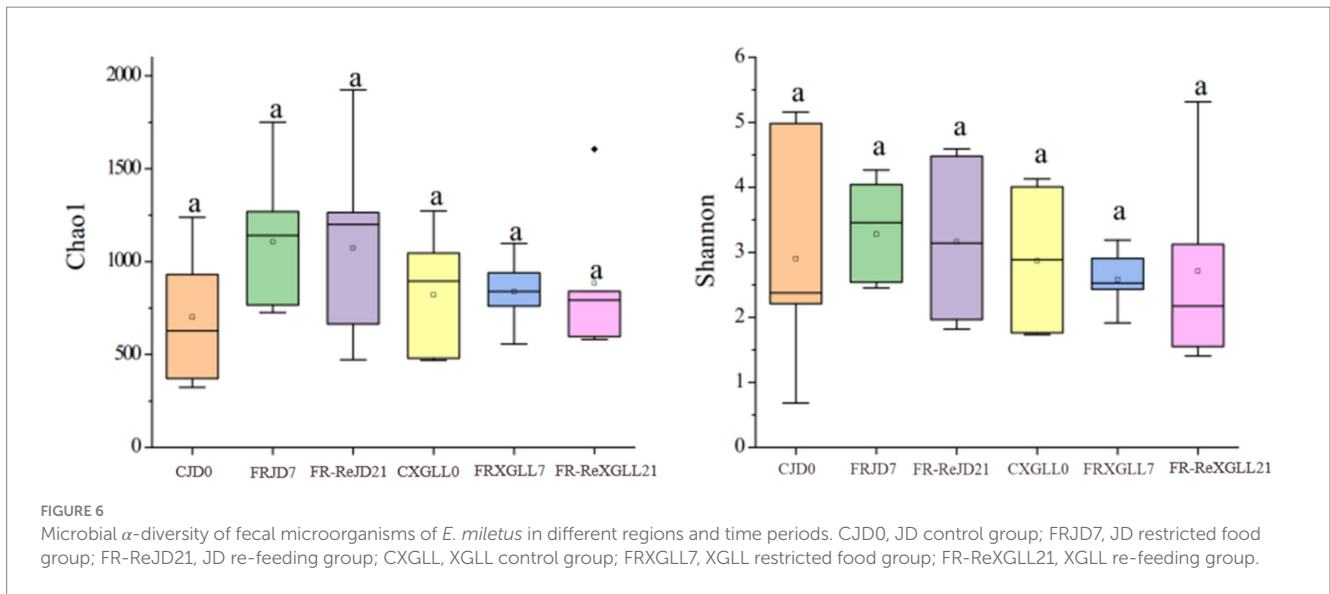 2000
1500
1000
500
0
Chao1
a
a
a
a
a
a
CJD0
FRJD7
FR-ReJD21
CXGLL0
FRXGLL7
FR-ReXGLL21
6
5
4
3
2
1
0
Shannon
a
a
a
a
a
a
CJD0
FRJD7
FR-ReJD21
CXGLL0
FRXGLL7
FR-ReXGLL21
FIGURE 6
Microbial α-diversity of fecal microorganisms of E. miletus in different regions and time periods. CJD0, JD control group; FRJD7, JD restricted food
group; FR-ReJD21, JD re-feeding group; CXGLL, XGLL control group; FRXGLL7, XGLL restricted food group; FR-ReXGLL21, XGLL re-feeding group.